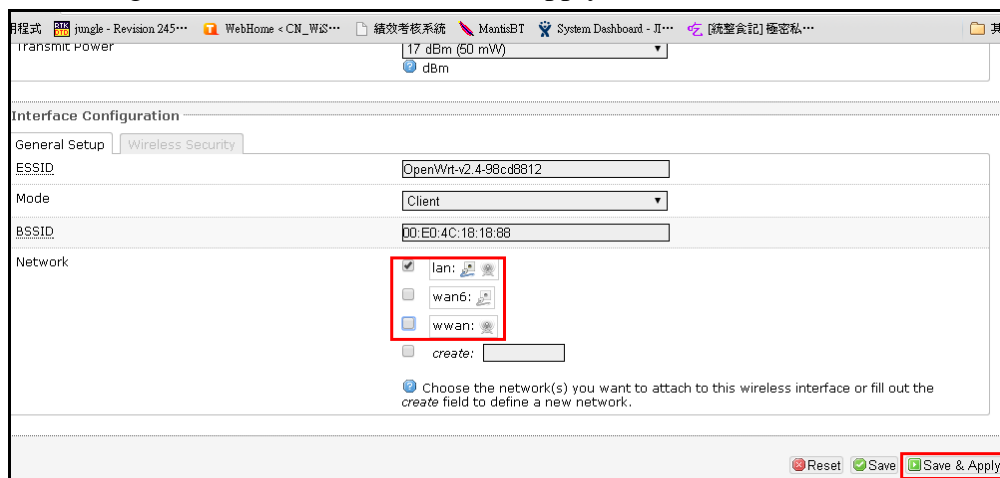 用程式 jungle - Revision 245… WebHome < CN_WiS… 績效考核系統 MantisBT System Dashboard - JI… [統整食記] 極密私… 其
Transmit Power 17 dBm (50 mW)
dBm
Interface Configuration
General Setup Wireless Security
ESSID OpenWrt-v2.4-98cd8812
Mode Client
BSSID 00:E0:4C:18:18:88
Network lan:
wan6:
wwan:
create:
Choose the network(s) you want to attach to this wireless interface or fill out the
create field to define a new network.
Reset Save Save & Apply